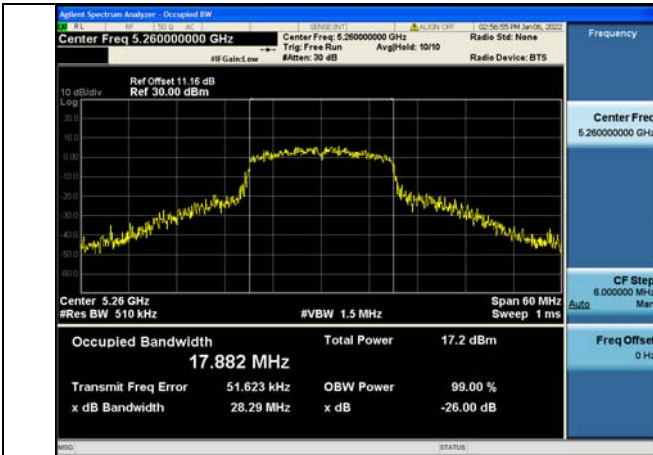 Agilent Spectrum Analyzer - Occupied BW
RL RF 50 Ω AC SENSE:INT ALIGN OFF 02:56:55 PM Jan 06, 2022
Center Freq 5.260000000 GHz
Center Freq: 5.260000000 GHz
Radio Std: None
Trig: Free Run Avg|Hold: 10/10
#IFGain:Low #Atten: 30 dB Radio Device: BTS
Ref Offset 11.16 dB
10 dB/div Ref 30.00 dBm
Log
20.0
10.0
0.00
-10.0
-20.0
-30.0
-40.0
-50.0
-60.0
Center 5.26 GHz Span 60 MHz
#Res BW 510 kHz #VBW 1.5 MHz Sweep 1 ms
Occupied Bandwidth Total Power 17.2 dBm
17.882 MHz
Transmit Freq Error 51.623 kHz OBW Power 99.00 %
x dB Bandwidth 28.29 MHz x dB -26.00 dB
MSG STATUS
Frequency
Center Freq
5.260000000 GHz
CF Step
6.000000 MHz
Auto Man
Freq Offset
0 Hz